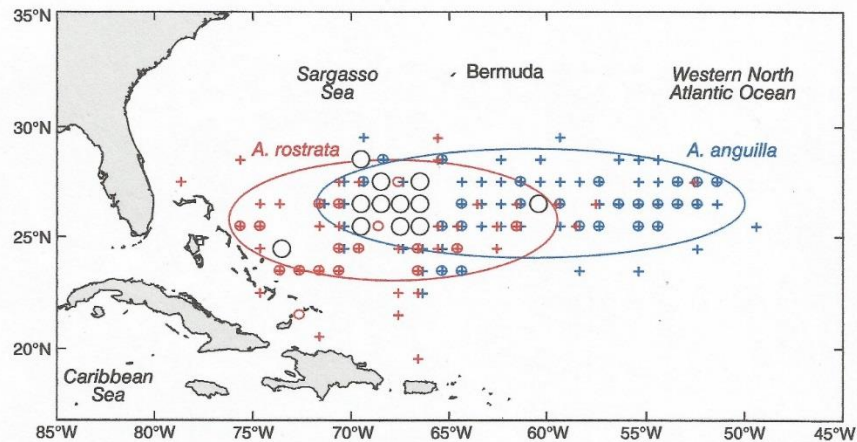 35°N
30°N
25°N
20°N
Sargasso
Sea
Bermuda
Western North
Atlantic Ocean
A. rostrata
A. anguilla
Caribbean
Sea
85°W
80°W
75°W
70°W
65°W
60°W
55°W
50°W
45°W